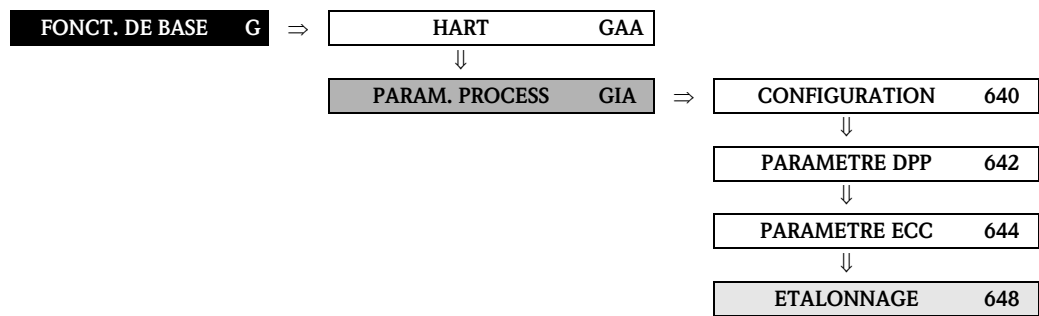 FONCT. DE BASE G ⇒ HART GAA
⇓
PARAM. PROCESS GIA ⇒ CONFIGURATION 640
⇓
PARAMETRE DPP 642
⇓
PARAMETRE ECC 644
⇓
ETALONNAGE 648